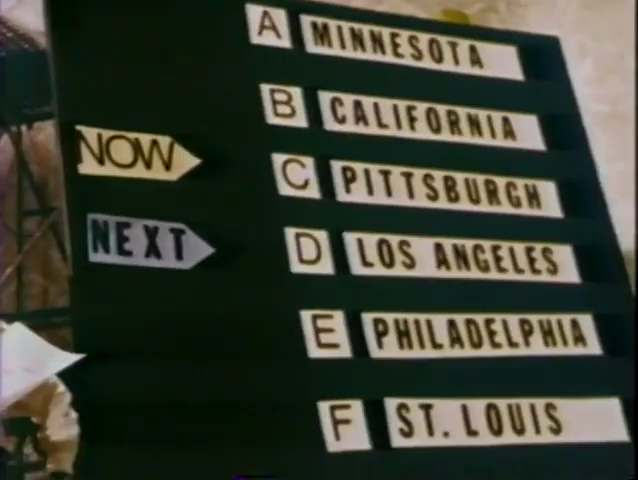 A MINNESOTA
B CALIFORNIA
NOW C PITTSBURGH
NEXT D LOS ANGELES
E PHILADELPHIA
F ST. LOUIS